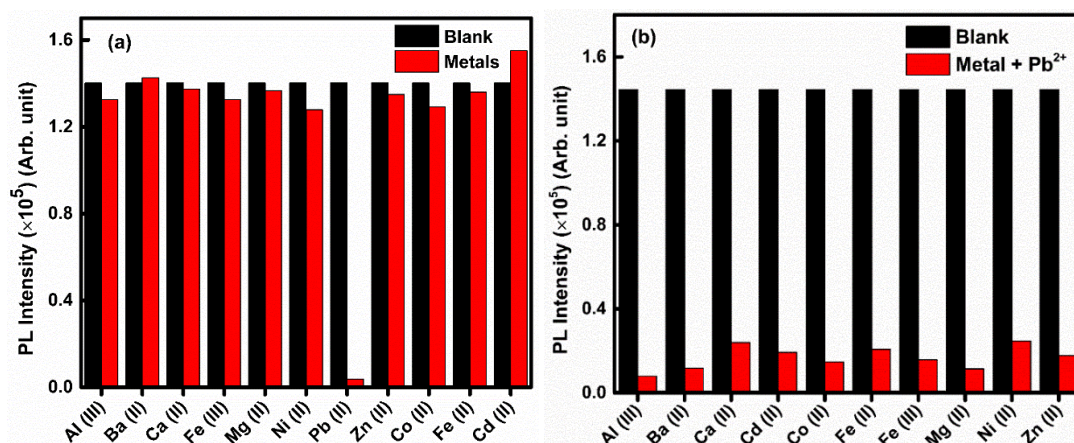 (a)
Blank
Metals
PL Intensity (×10⁵) (Arb. unit)
1.6
1.2
0.8
0.4
0.0
Al (III)
Ba (II)
Ca (II)
Fe (III)
Mg (II)
Ni (II)
Pb (II)
Zn (II)
Co (II)
Fe (II)
Cd (II)
(b)
Blank
Metal + Pb²⁺
PL Intensity (×10⁵) (Arb. unit)
1.6
1.2
0.8
0.4
0.0
Al (III)
Ba (II)
Ca (II)
Cd (II)
Co (II)
Fe (II)
Fe (III)
Mg (II)
Ni (II)
Zn (II)